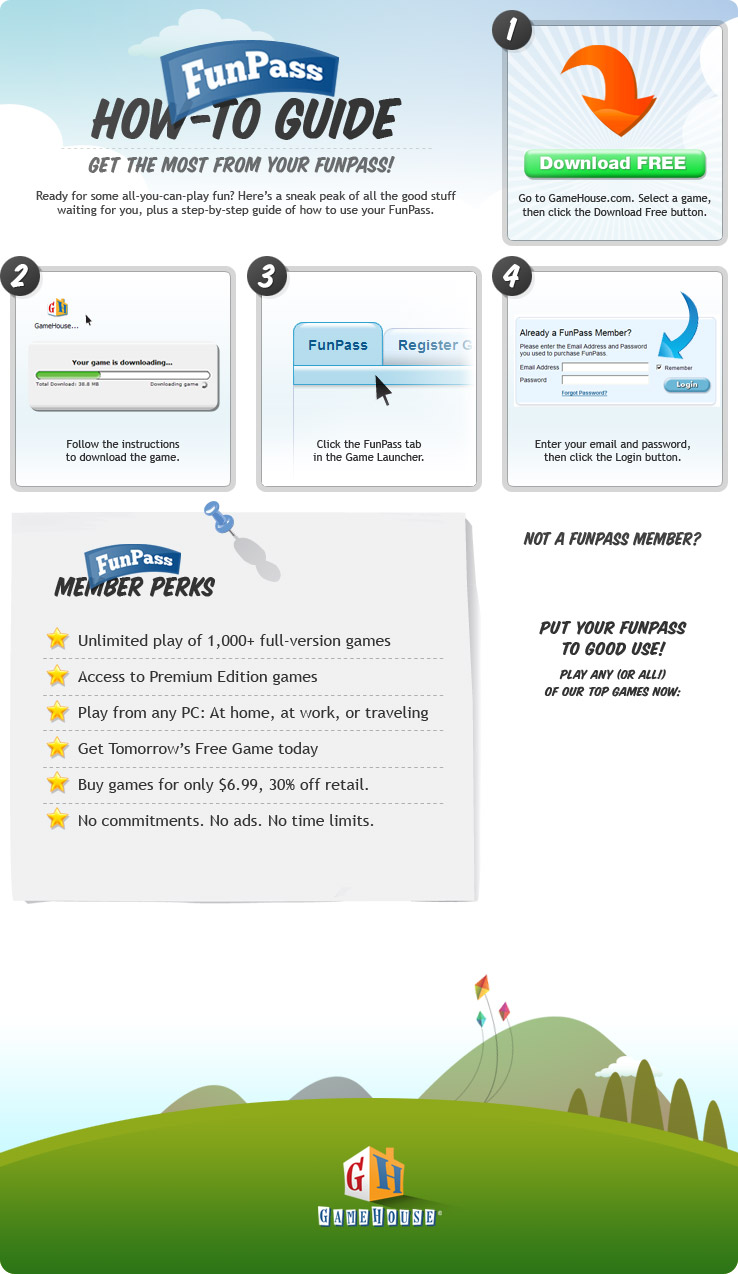 FunPass
HOW-TO GUIDE
GET THE MOST FROM YOUR FUNPASS!
Ready for some all-you-can-play fun? Here's a sneak peak of all the good stuff
waiting for you, plus a step-by-step guide of how to use your FunPass.
1
Download FREE
Go to GameHouse.com. Select a game,
then click the Download Free button.
2
GH
GameHouse...
Your game is downloading...
Total Download: 38.8 MB
Downloading game
Follow the instructions
to download the game.
3
FunPass
Register G
Click the FunPass tab
in the Game Launcher.
4
Already a FunPass Member?
Please enter the Email Address and Password
you used to purchase FunPass
Email Address
Remember
Password
Login
Forgot Password?
Enter your email and password,
then click the Login button.
FunPass
MEMBER PERKS
Unlimited play of 1,000+ full-version games
Access to Premium Edition games
Play from any PC: At home, at work, or traveling
Get Tomorrow's Free Game today
Buy games for only $6.99, 30% off retail.
No commitments. No ads. No time limits.
NOT A FUNPASS MEMBER?
PUT YOUR FUNPASS
TO GOOD USE!
PLAY ANY (OR ALL!)
OF OUR TOP GAMES NOW:
GH
GAMEHOUSE®